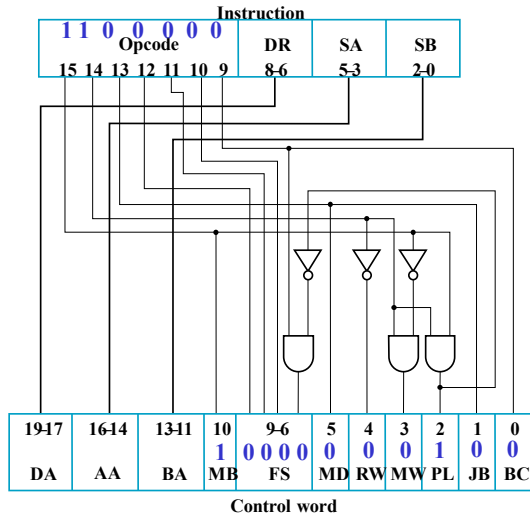 Instruction
1 1 0 0 0 0 0
Opcode DR SA SB
15 14 13 12 11 10 9 8–6 5–3 2–0
19–17 16–14 13–11 10 9–6 5 4 3 2 1 0
1 0 0 0 0 0 0 0 1 0 0
DA AA BA MB FS MD RW MW PL JB BC
Control word